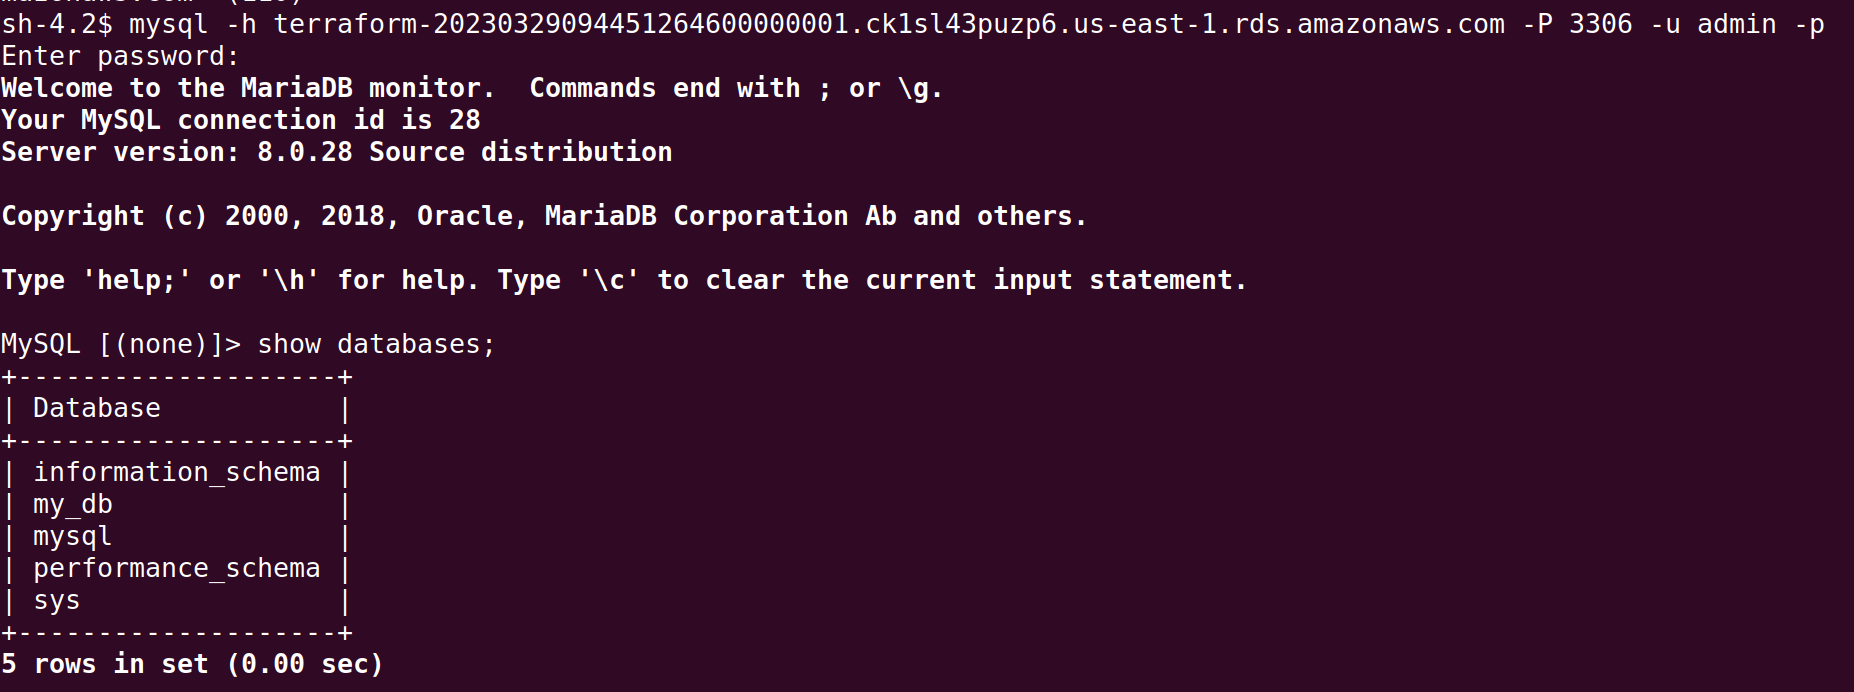 sh-4.2$ mysql -h terraform-20230329094451264600000001.ck1sl43puzp6.us-east-1.rds.amazonaws.com -P 3306 -u admin -p
Enter password:
Welcome to the MariaDB monitor.  Commands end with ; or \g.
Your MySQL connection id is 28
Server version: 8.0.28 Source distribution

Copyright (c) 2000, 2018, Oracle, MariaDB Corporation Ab and others.

Type 'help;' or '\h' for help. Type '\c' to clear the current input statement.

MySQL [(none)]> show databases;
+--------------------+
| Database           |
+--------------------+
| information_schema |
| my_db              |
| mysql              |
| performance_schema |
| sys                |
+--------------------+
5 rows in set (0.00 sec)